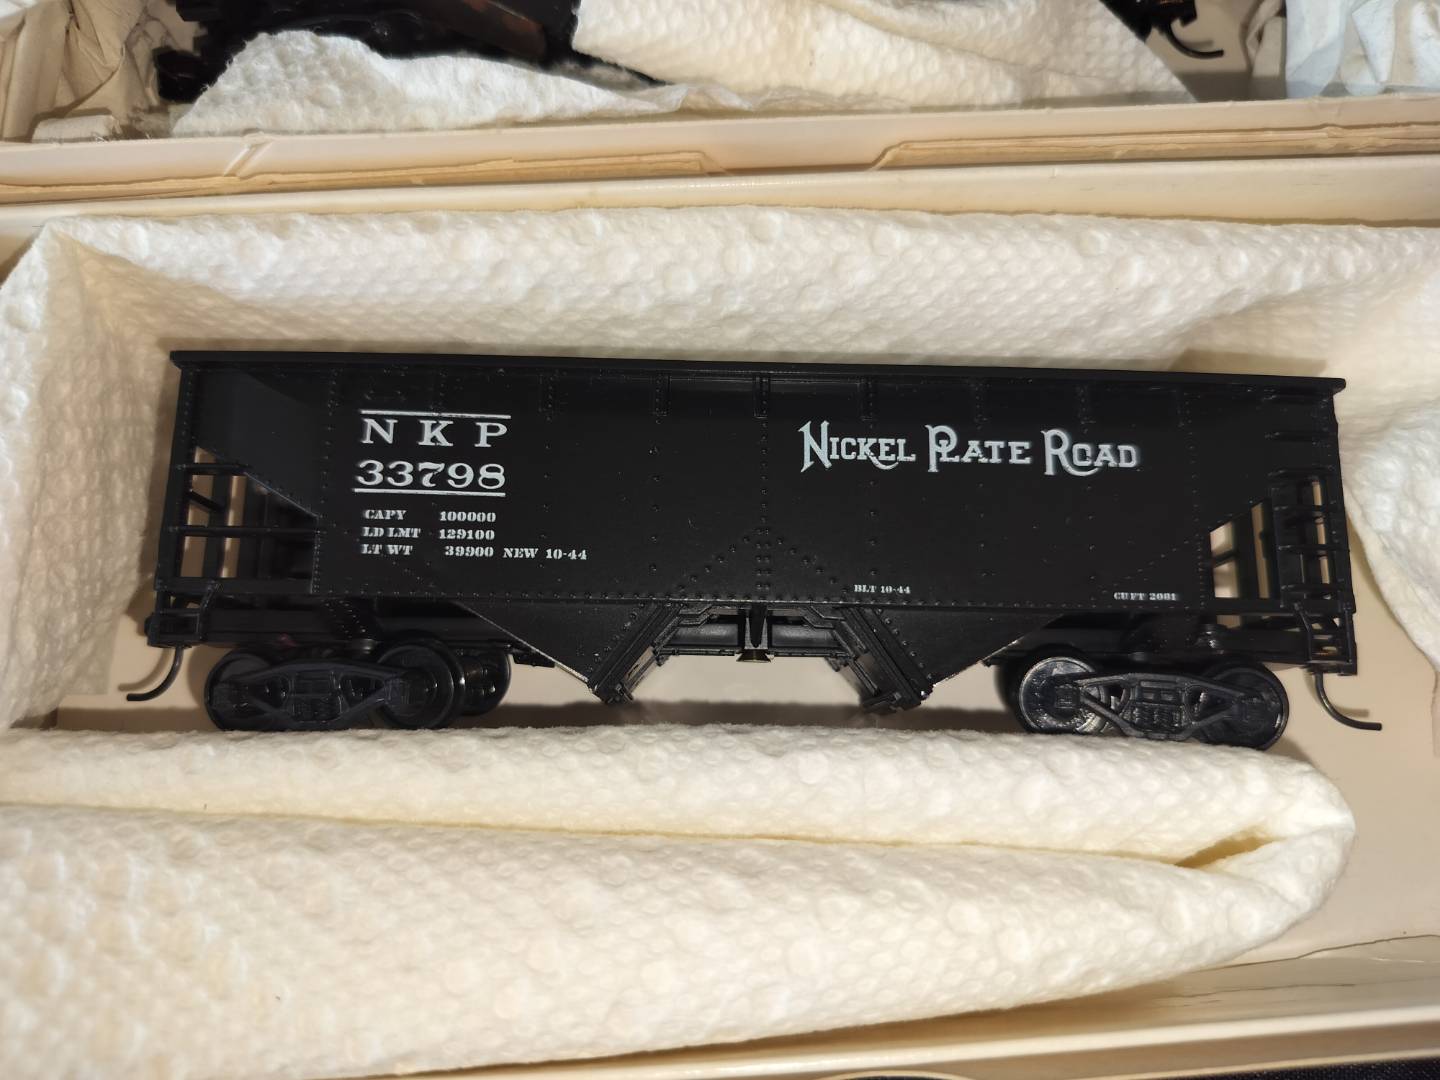 N K P
33798
CAPY 100000
LD LMT 129100
LT WT 39900 NEW 10-44
NICKEL PLATE ROAD
BLT 10-44
CU FT 2081